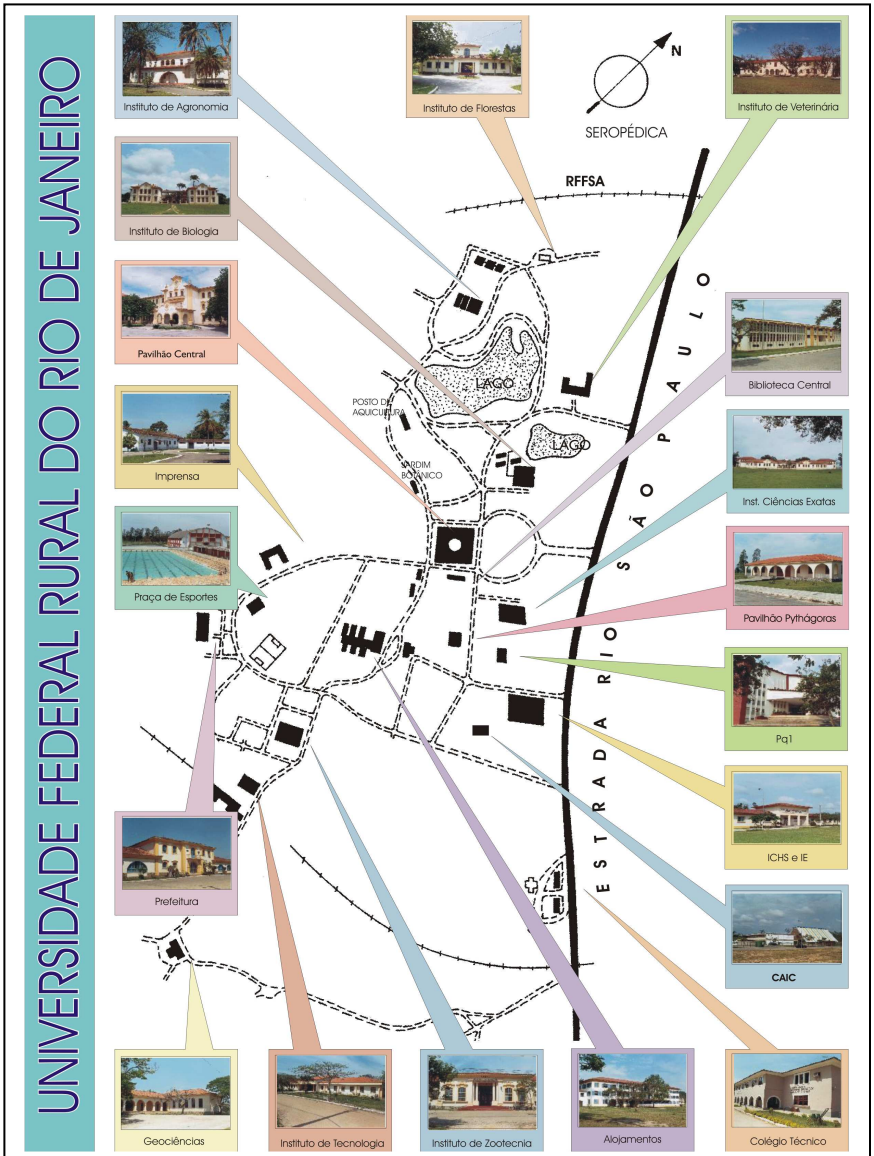 UNIVERSIDADE FEDERAL RURAL DO RIO DE JANEIRO
Instituto de Agronomia
Instituto de Florestas
N
SEROPÉDICA
Instituto de Veterinária
RFFSA
Instituto de Biologia
Pavilhão Central
LAGO
POSTO DE
AQUICULTURA
LAGO
JARDIM
BOTÂNICO
Biblioteca Central
Imprensa
Inst. Ciências Exatas
Praça de Esportes
Pavilhão Pythágoras
ESTRADA RIO SÃO PAULO
Pq1
ICHS e IE
Prefeitura
CAIC
Geociências
Instituto de Tecnologia
Instituto de Zootecnia
Alojamentos
Colégio Técnico